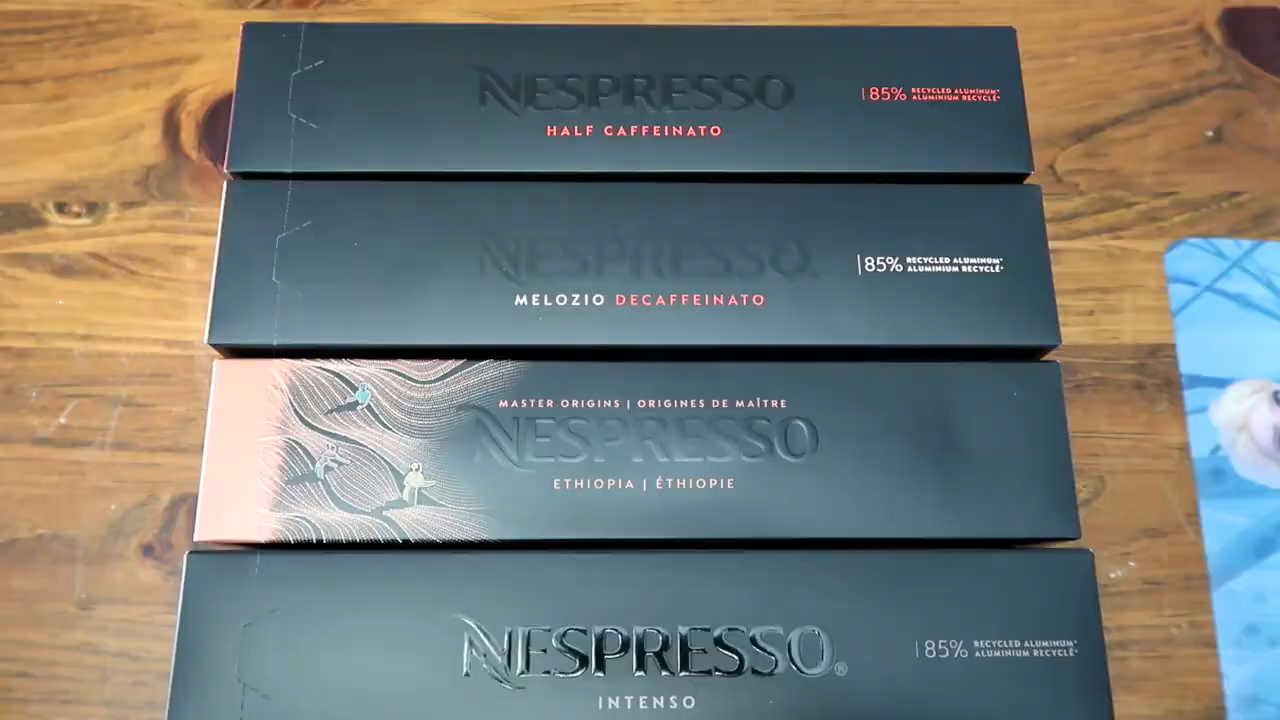 NESPRESSO
HALF CAFFEINATO
85% RECYCLED ALUMINUM*
ALUMINIUM RECYCLÉ*
NESPRESSO
MELOZIO DECAFFEINATO
85% RECYCLED ALUMINUM*
ALUMINIUM RECYCLÉ*
MASTER ORIGINS | ORIGINES DE MAÎTRE
NESPRESSO
ETHIOPIA | ÉTHIOPIE
NESPRESSO®
INTENSO
85% RECYCLED ALUMINUM*
ALUMINIUM RECYCLÉ*